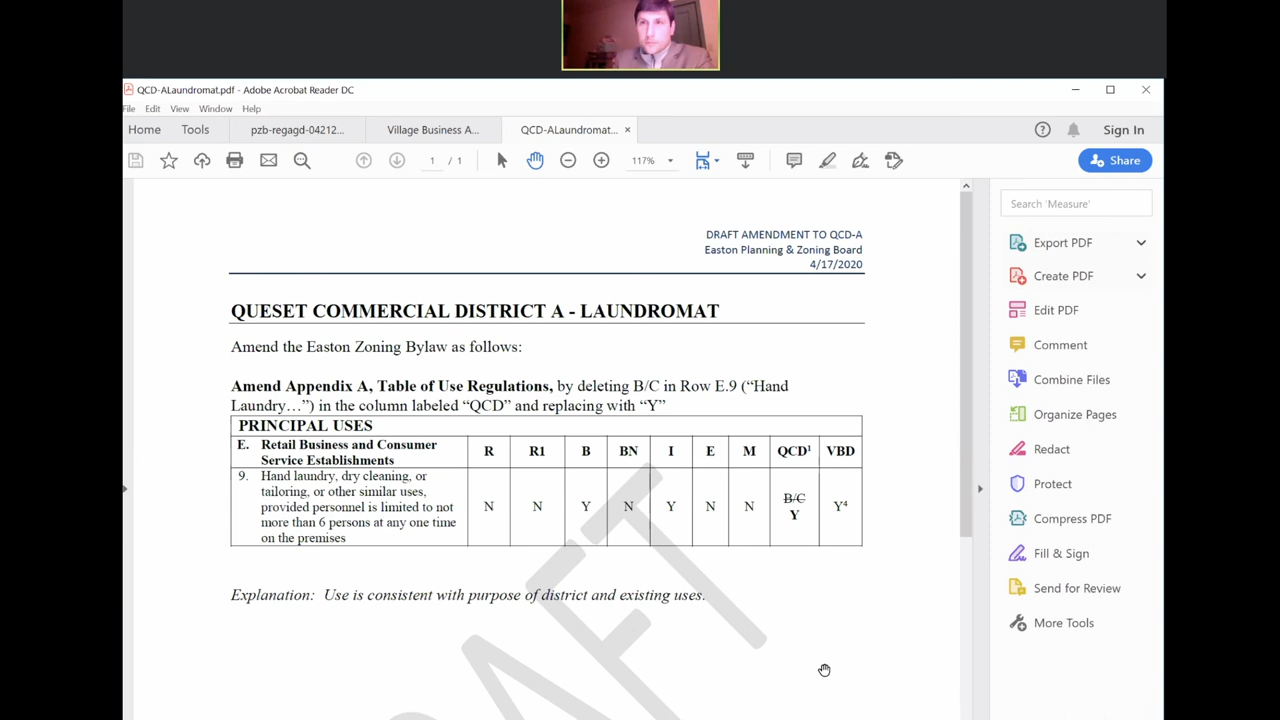 QCD-ALaundromat.pdf - Adobe Acrobat Reader DC
File Edit View Window Help
Home Tools pzb-regagd-04212... Village Business A... QCD-ALaundromat... × Sign In
1 / 1 117% Share
Search 'Measure'
Export PDF
Create PDF
Edit PDF
Comment
Combine Files
Organize Pages
Redact
Protect
Compress PDF
Fill & Sign
Send for Review
More Tools
DRAFT AMENDMENT TO QCD-A
Easton Planning & Zoning Board
4/17/2020
QUESET COMMERCIAL DISTRICT A - LAUNDROMAT
Amend the Easton Zoning Bylaw as follows:
Amend Appendix A, Table of Use Regulations, by deleting B/C in Row E.9 (“Hand
Laundry…”) in the column labeled “QCD” and replacing with “Y”
PRINCIPAL USES
E. Retail Business and Consumer
Service Establishments
R R1 B BN I E M QCD¹ VBD
9. Hand laundry, dry cleaning, or
tailoring, or other similar uses,
provided personnel is limited to not
more than 6 persons at any one time
on the premises
N N Y N Y N N B/C Y Y⁴
Explanation: Use is consistent with purpose of district and existing uses.
DRAFT